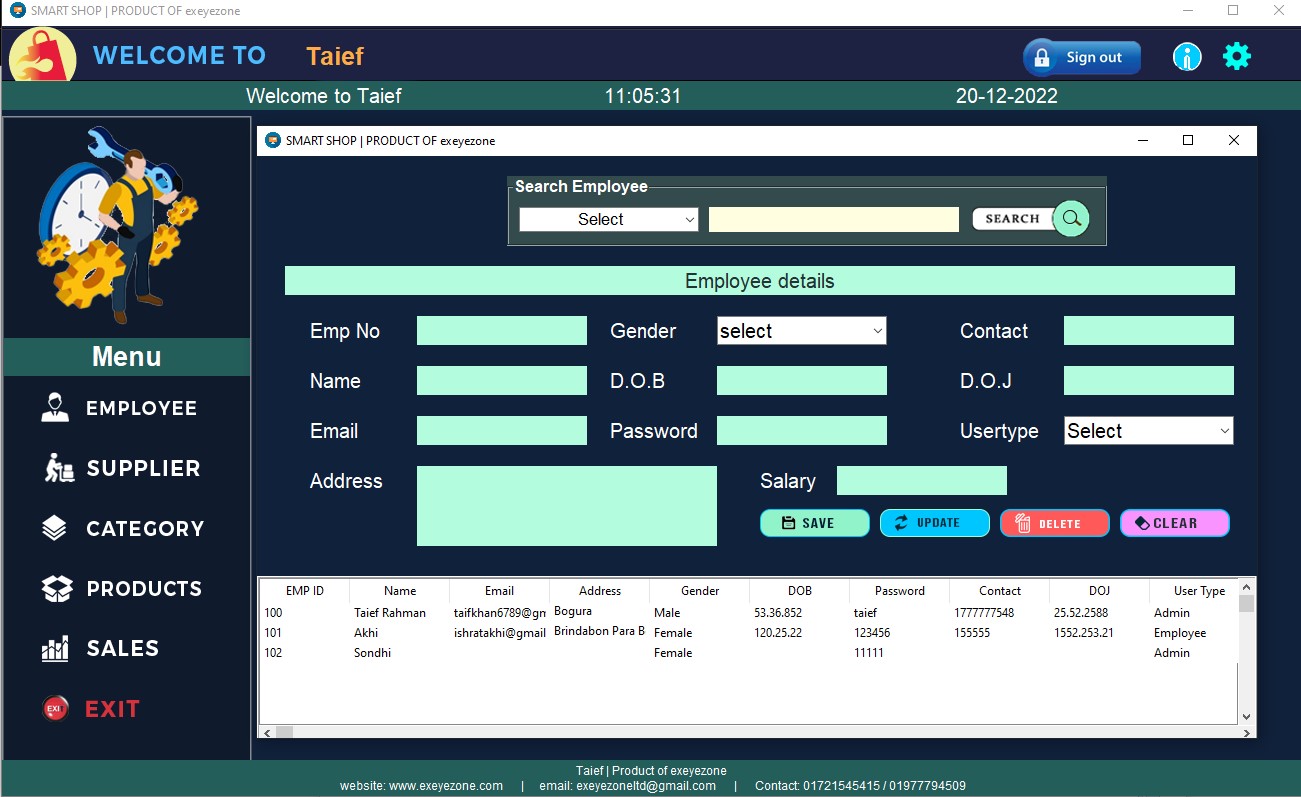 SMART SHOP | PRODUCT OF exeyezone
WELCOME TO Taief Sign out
Welcome to Taief 11:05:31 20-12-2022
SMART SHOP | PRODUCT OF exeyezone
Search Employee
Select SEARCH
Employee details
Emp No Gender select Contact
Name D.O.B D.O.J
Email Password Usertype Select
Address Salary
SAVE UPDATE DELETE CLEAR
EMP ID Name Email Address Gender DOB Password Contact DOJ User Type
100 Taief Rahman taifkhan6789@gm Bogura Male 53.36.852 taief 1777777548 25.52.2588 Admin
101 Akhi ishratakhi@gmail Brindabon Para B Female 120.25.22 123456 155555 1552.253.21 Employee
102 Sondhi Female 11111 Admin
Menu
EMPLOYEE
SUPPLIER
CATEGORY
PRODUCTS
SALES
EXI EXIT
Taief | Product of exeyezone
website: www.exeyezone.com | email: exeyezoneltd@gmail.com | Contact: 01721545415 / 01977794509